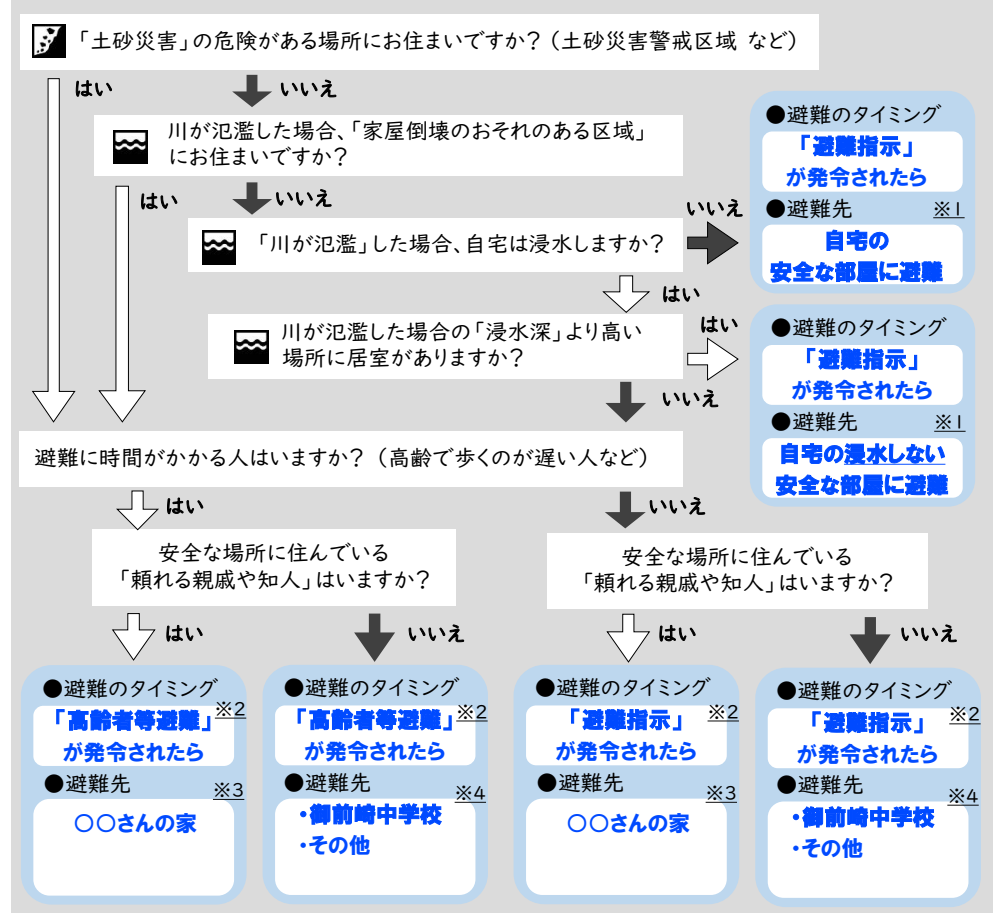 「土砂災害」の危険がある場所にお住まいですか？（土砂災害警戒区域 など）
はい
いいえ
川が氾濫した場合、「家屋倒壊のおそれのある区域」
にお住まいですか？
はい
いいえ
「川が氾濫」した場合、自宅は浸水しますか？
いいえ
はい
●避難のタイミング
「避難指示」
が発令されたら
●避難先 ※1
自宅の
安全な部屋に避難
川が氾濫した場合の「浸水深」より高い
場所に居室がありますか？
はい
いいえ
●避難のタイミング
「避難指示」
が発令されたら
●避難先 ※1
自宅の浸水しない
安全な部屋に避難
避難に時間がかかる人はいますか？（高齢で歩くのが遅い人など）
はい
いいえ
安全な場所に住んでいる
「頼れる親戚や知人」はいますか？
はい
いいえ
安全な場所に住んでいる
「頼れる親戚や知人」はいますか？
はい
いいえ
●避難のタイミング
「高齢者等避難」※2
が発令されたら
●避難先 ※3
○○さんの家
●避難のタイミング
「高齢者等避難」※2
が発令されたら
●避難先 ※4
・御前崎中学校
・その他
●避難のタイミング
「避難指示」 ※2
が発令されたら
●避難先 ※3
○○さんの家
●避難のタイミング
「避難指示」 ※2
が発令されたら
●避難先 ※4
・御前崎中学校
・その他